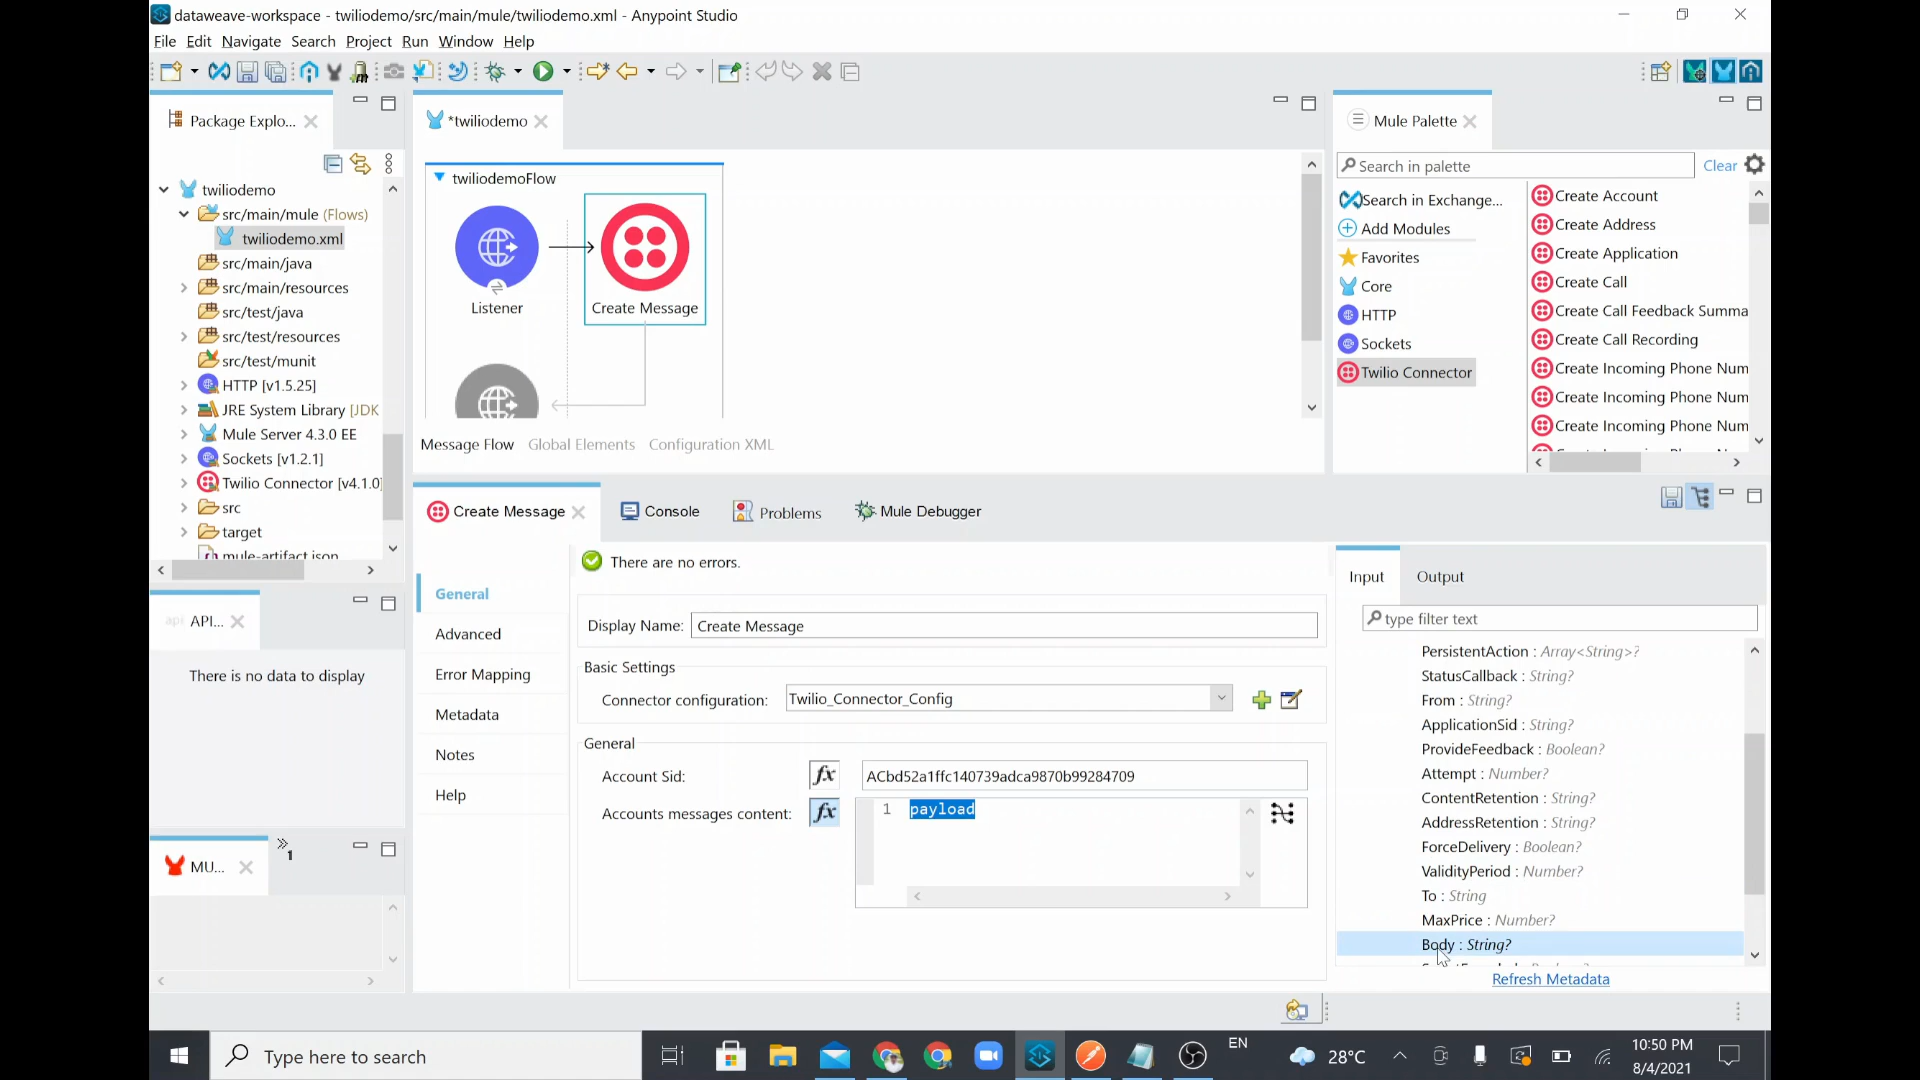 dataweave-workspace - twiliodemo/src/main/mule/twiliodemo.xml - Anypoint Studio
File Edit Navigate Search Project Run Window Help
Package Explo...
twiliodemo
src/main/mule (Flows)
twiliodemo.xml
src/main/java
src/main/resources
src/test/java
src/test/resources
src/test/munit
HTTP [v1.5.25]
JRE System Library [JDK
Mule Server 4.3.0 EE
Sockets [v1.2.1]
Twilio Connector [v4.1.0]
src
target
mule-artifact.json
API...
There is no data to display
MU...
1
*twiliodemo
twiliodemoFlow
Listener
Create Message
Message Flow Global Elements Configuration XML
Mule Palette
Search in palette
Clear
Search in Exchange...
Add Modules
Favorites
Core
HTTP
Sockets
Twilio Connector
Create Account
Create Address
Create Application
Create Call
Create Call Feedback Summa
Create Call Recording
Create Incoming Phone Num
Create Incoming Phone Num
Create Incoming Phone Num
Create Message Console Problems Mule Debugger
General
Advanced
Error Mapping
Metadata
Notes
Help
There are no errors.
Display Name: Create Message
Basic Settings
Connector configuration: Twilio_Connector_Config
General
Account Sid: fx ACbd52a1ffc140739adca9870b99284709
Accounts messages content: fx 1 payload
Input Output
type filter text
PersistentAction : Array<String>?
StatusCallback : String?
From : String?
ApplicationSid : String?
ProvideFeedback : Boolean?
Attempt : Number?
ContentRetention : String?
AddressRetention : String?
ForceDelivery : Boolean?
ValidityPeriod : Number?
To : String
MaxPrice : Number?
Body : String?
Refresh Metadata
Type here to search
EN
28°C
10:50 PM
8/4/2021